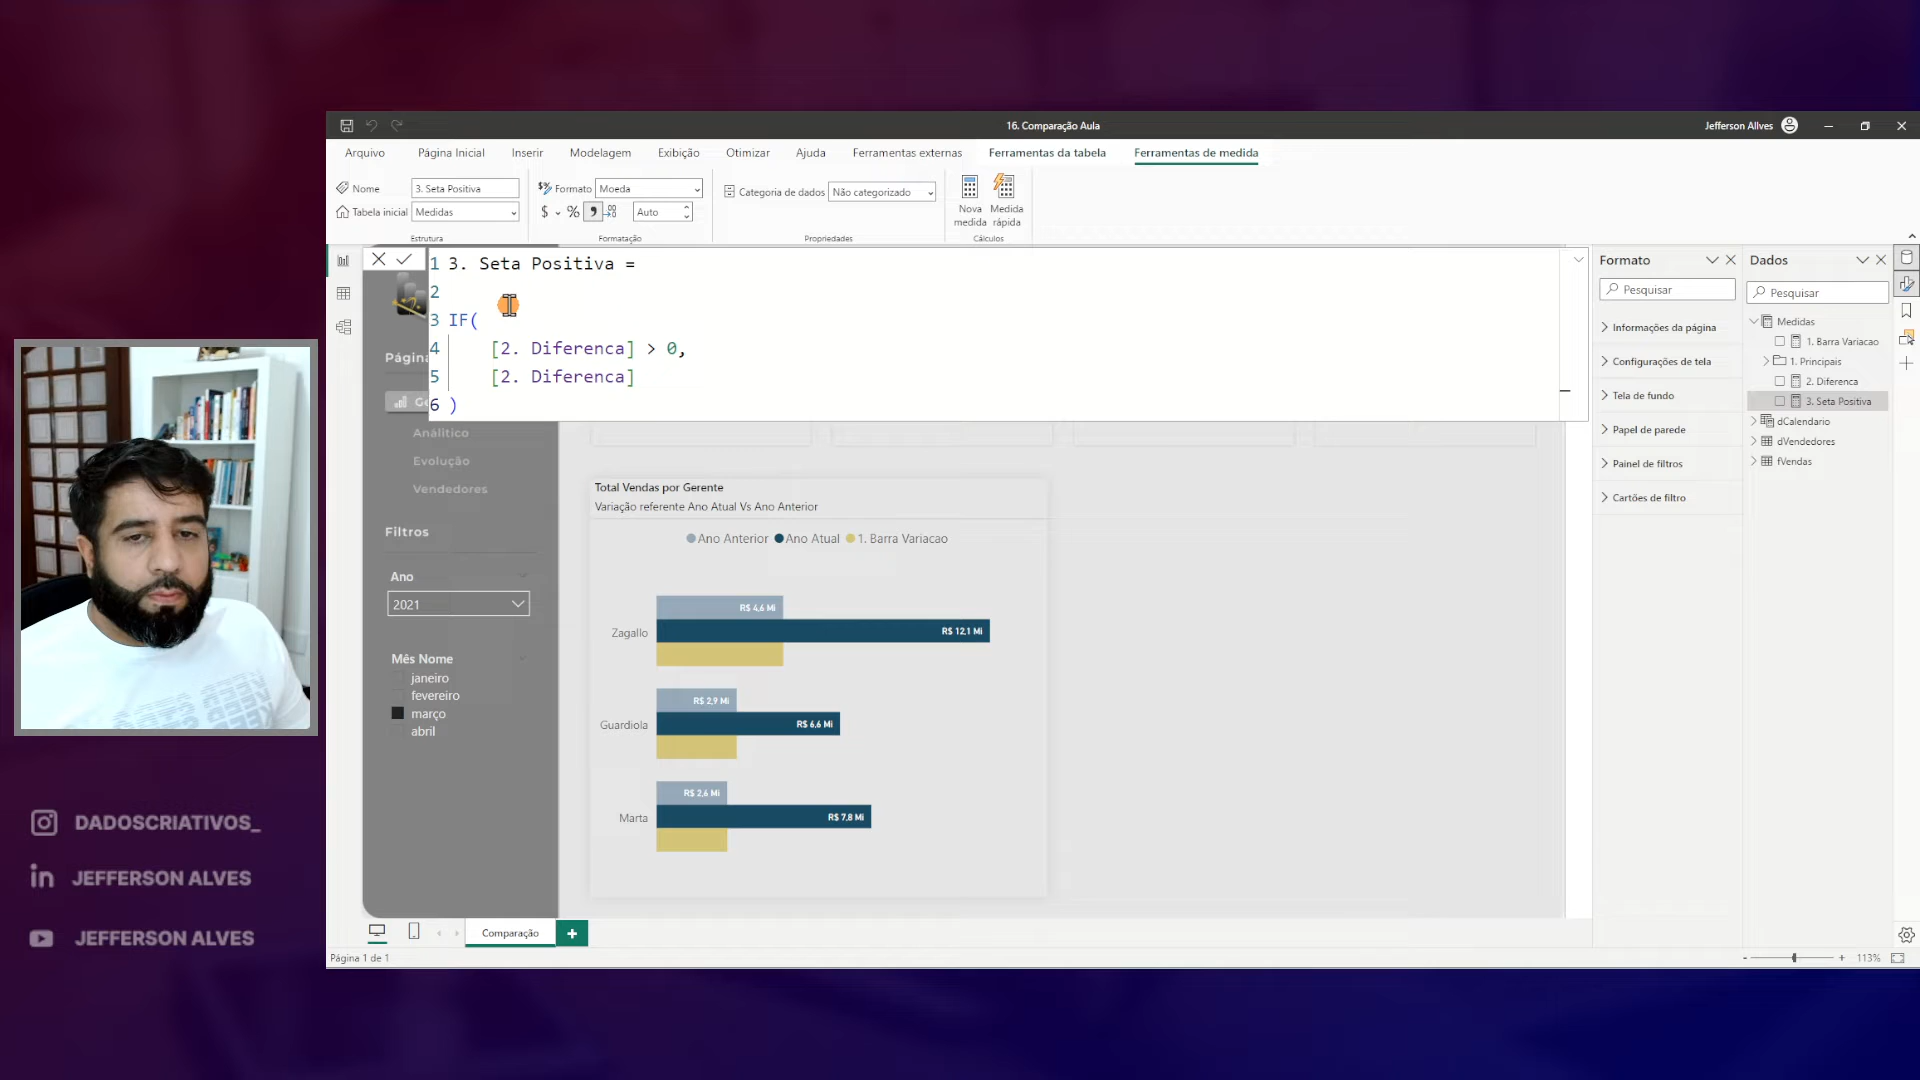 16. Comparação Aula
Jefferson Allves
Arquivo
Página Inicial
Inserir
Modelagem
Exibição
Otimizar
Ajuda
Ferramentas externas
Ferramentas da tabela
Ferramentas de medida
Nome
3. Seta Positiva
Formato
Moeda
Categoria de dados
Não categorizado
Tabela inicial
Medidas
Auto
Nova medida
Medida rápida
Estrutura
Formatação
Propriedades
Cálculos
1 3. Seta Positiva =
2
3 IF(
4 [2. Diferenca] > 0,
5 [2. Diferenca]
6 )
Formato
Pesquisar
Informações da página
Configurações de tela
Tela de fundo
Papel de parede
Painel de filtros
Cartões de filtro
Dados
Pesquisar
Medidas
1. Barra Variacao
1. Principais
2. Diferenca
3. Seta Positiva
dCalendario
dVendedores
fVendas
Página
Ge
Análitico
Evolução
Vendedores
Filtros
Ano
2021
Mês Nome
janeiro
fevereiro
março
abril
Total Vendas por Gerente
Variação referente Ano Atual Vs Ano Anterior
Ano Anterior
Ano Atual
1. Barra Variacao
Zagallo
R$ 4,6 Mi
R$ 12,1 Mi
Guardiola
R$ 2,9 Mi
R$ 6,6 Mi
Marta
R$ 2,6 Mi
R$ 7,8 Mi
Comparação
Página 1 de 1
113%
DADOSCRIATIVOS_
JEFFERSON ALVES
JEFFERSON ALVES